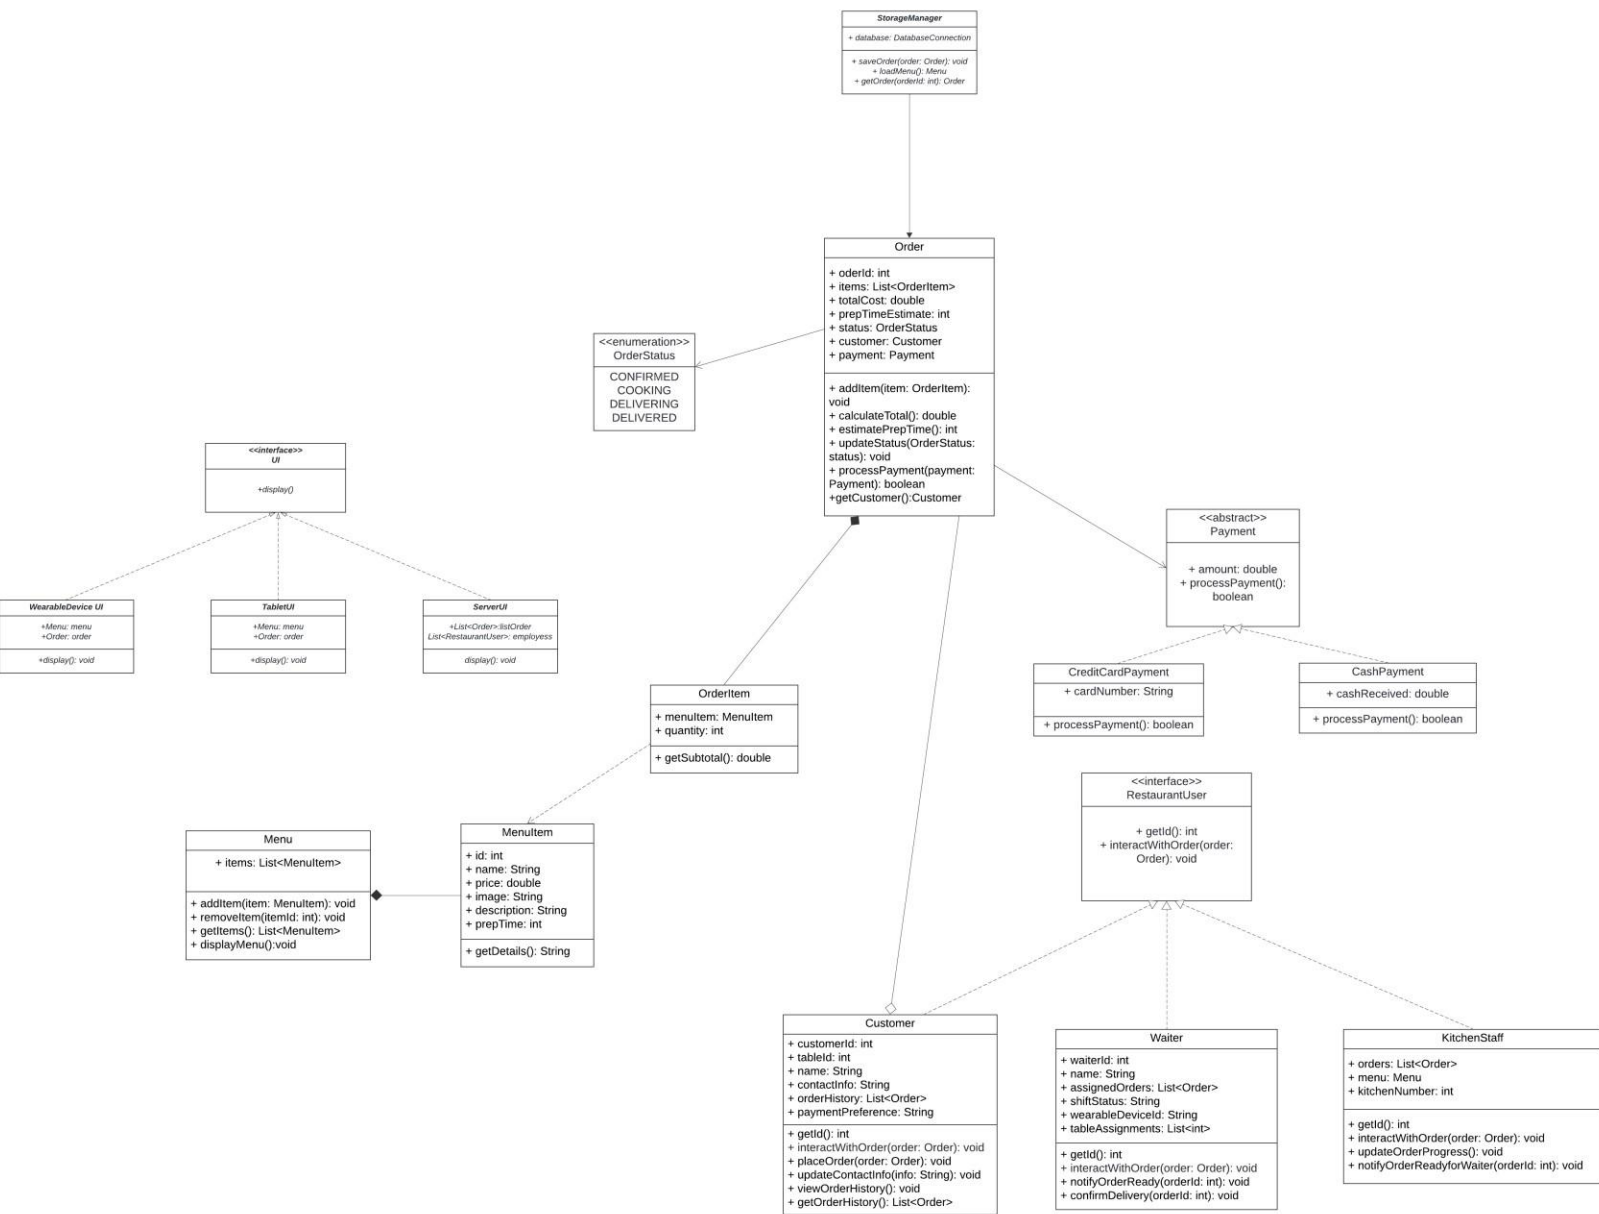 StorageManager
+ database: DatabaseConnection
+ saveOrder(order: Order): void
+ loadMenu(): Menu
+ getOrder(orderId: int): Order
Order
+ oderId: int
+ items: List<OrderItem>
+ totalCost: double
+ prepTimeEstimate: int
+ status: OrderStatus
+ customer: Customer
+ payment: Payment
+ addItem(item: OrderItem):
void
+ calculateTotal(): double
+ estimatePrepTime(): int
+ updateStatus(OrderStatus:
status): void
+ processPayment(payment:
Payment): boolean
+getCustomer():Customer
<<enumeration>>
OrderStatus
CONFIRMED
COOKING
DELIVERING
DELIVERED
<<interface>>
UI
+display()
WearableDevice UI
+Menu: menu
+Order: order
+display(): void
TabletUI
+Menu: menu
+Order: order
+display(): void
ServerUI
+List<Order>:listOrder
List<RestaurantUser>: employess
display(): void
<<abstract>>
Payment
+ amount: double
+ processPayment():
boolean
CreditCardPayment
+ cardNumber: String
+ processPayment(): boolean
CashPayment
+ cashReceived: double
+ processPayment(): boolean
OrderItem
+ menuItem: MenuItem
+ quantity: int
+ getSubtotal(): double
Menu
+ items: List<MenuItem>
+ addItem(item: MenuItem): void
+ removeItem(itemId: int): void
+ getItems(): List<MenuItem>
+ displayMenu():void
MenuItem
+ id: int
+ name: String
+ price: double
+ image: String
+ description: String
+ prepTime: int
+ getDetails(): String
<<interface>>
RestaurantUser
+ getId(): int
+ interactWithOrder(order:
Order): void
Customer
+ customerId: int
+ tableId: int
+ name: String
+ contactInfo: String
+ orderHistory: List<Order>
+ paymentPreference: String
+ getId(): int
+ interactWithOrder(order: Order): void
+ placeOrder(order: Order): void
+ updateContactInfo(info: String): void
+ viewOrderHistory(): void
+ getOrderHistory(): List<Order>
Waiter
+ waiterId: int
+ name: String
+ assignedOrders: List<Order>
+ shiftStatus: String
+ wearableDeviceId: String
+ tableAssignments: List<int>
+ getId(): int
+ interactWithOrder(order: Order): void
+ notifyOrderReady(orderId: int): void
+ confirmDelivery(orderId: int): void
KitchenStaff
+ orders: List<Order>
+ menu: Menu
+ kitchenNumber: int
+ getId(): int
+ interactWithOrder(order: Order): void
+ updateOrderProgress(): void
+ notifyOrderReadyforWaiter(orderId: int): void